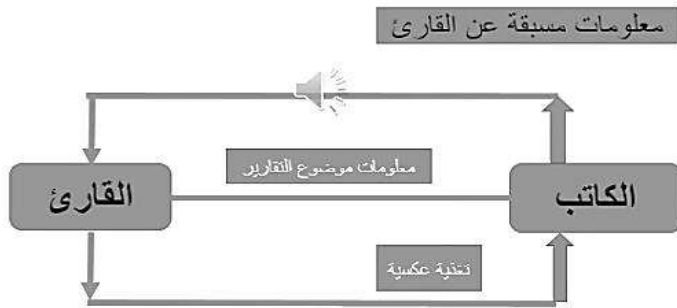 معلومات مسبقة عن القارئ
معلومات موضوع التقارير
الكاتب
القارئ
تغذية عكسية